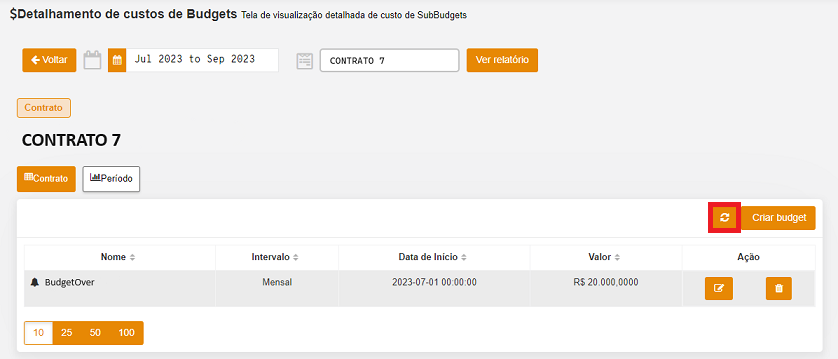 $Detalhamento de custos de Budgets Tela de visualização detalhada de custo de SubBudgets
Voltar Jul 2023 to Sep 2023 CONTRATO 7 Ver relatório
Contrato
CONTRATO 7
Contrato Período
Criar budget
Nome Intervalo Data de Início Valor Ação
BudgetOver Mensal 2023-07-01 00:00:00 R$ 20.000,0000
10 25 50 100